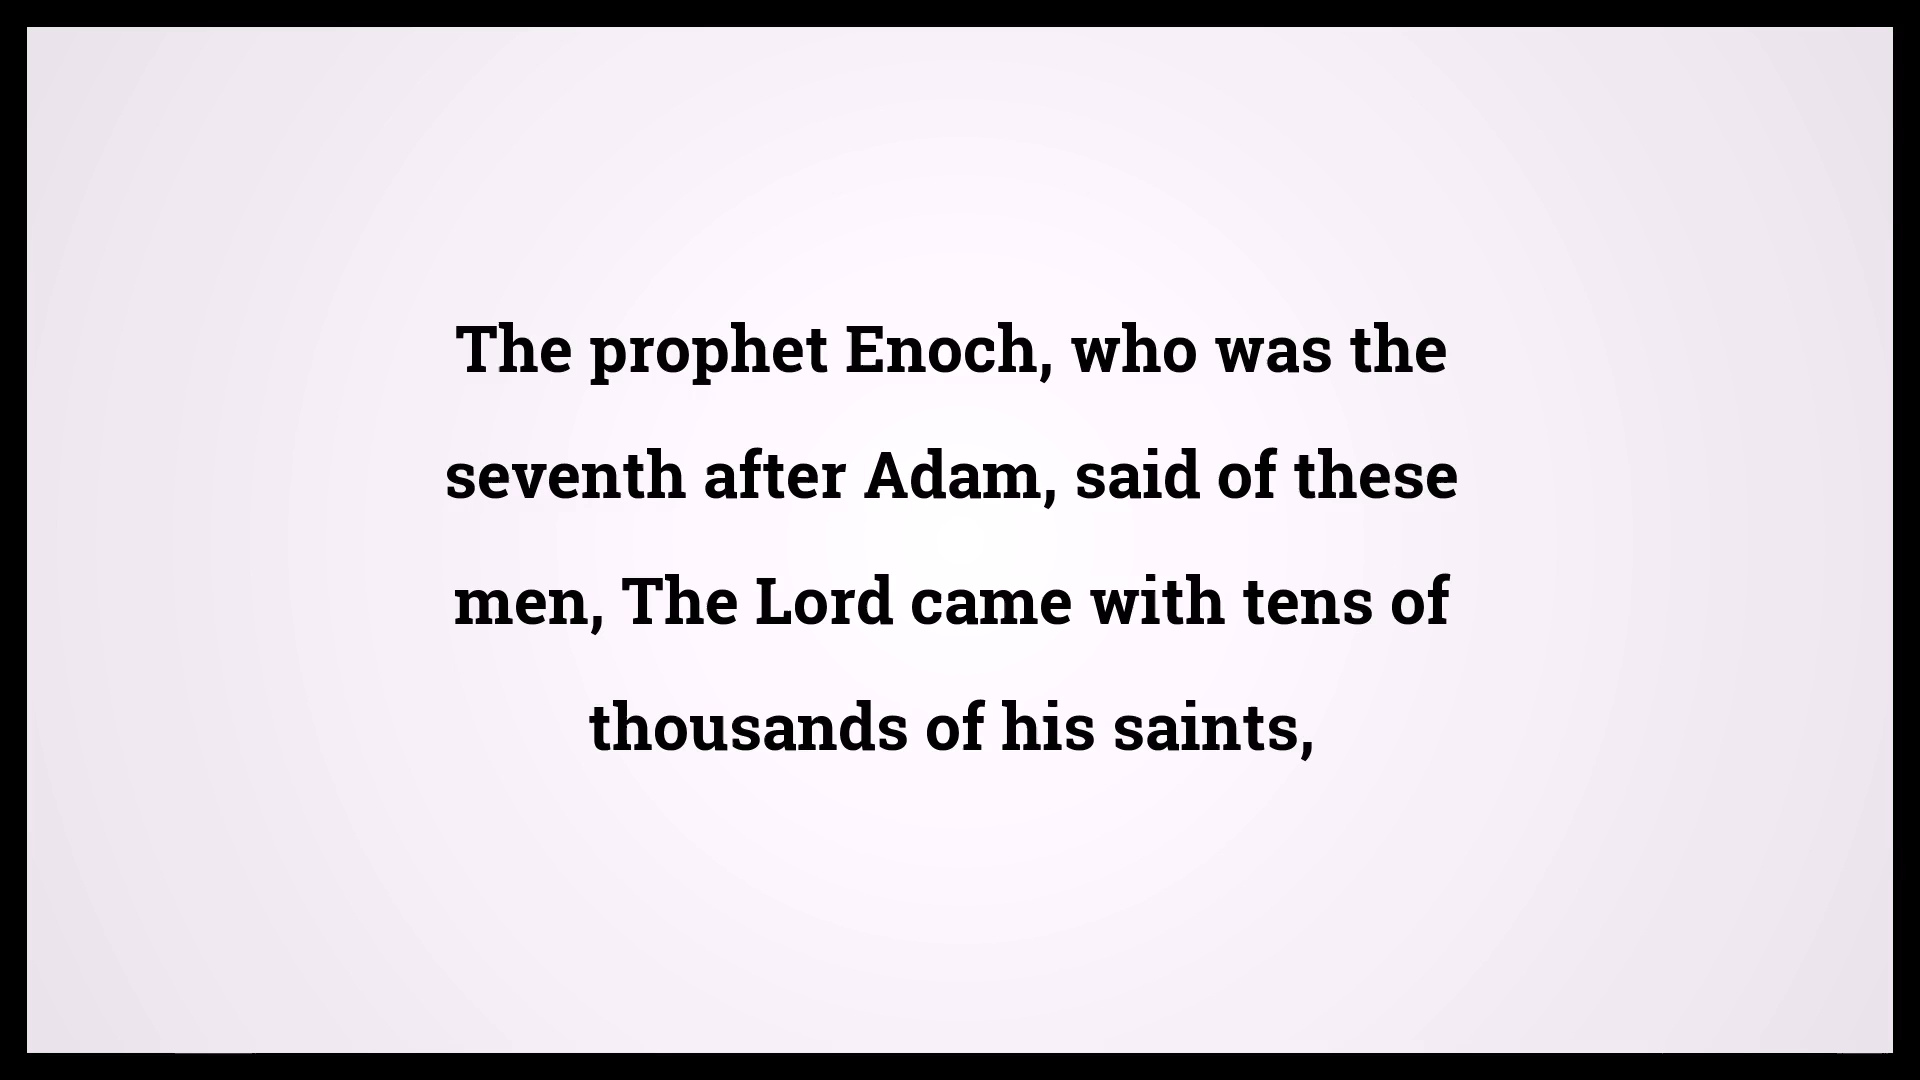 The prophet Enoch, who was the
seventh after Adam, said of these
men, The Lord came with tens of
thousands of his saints,